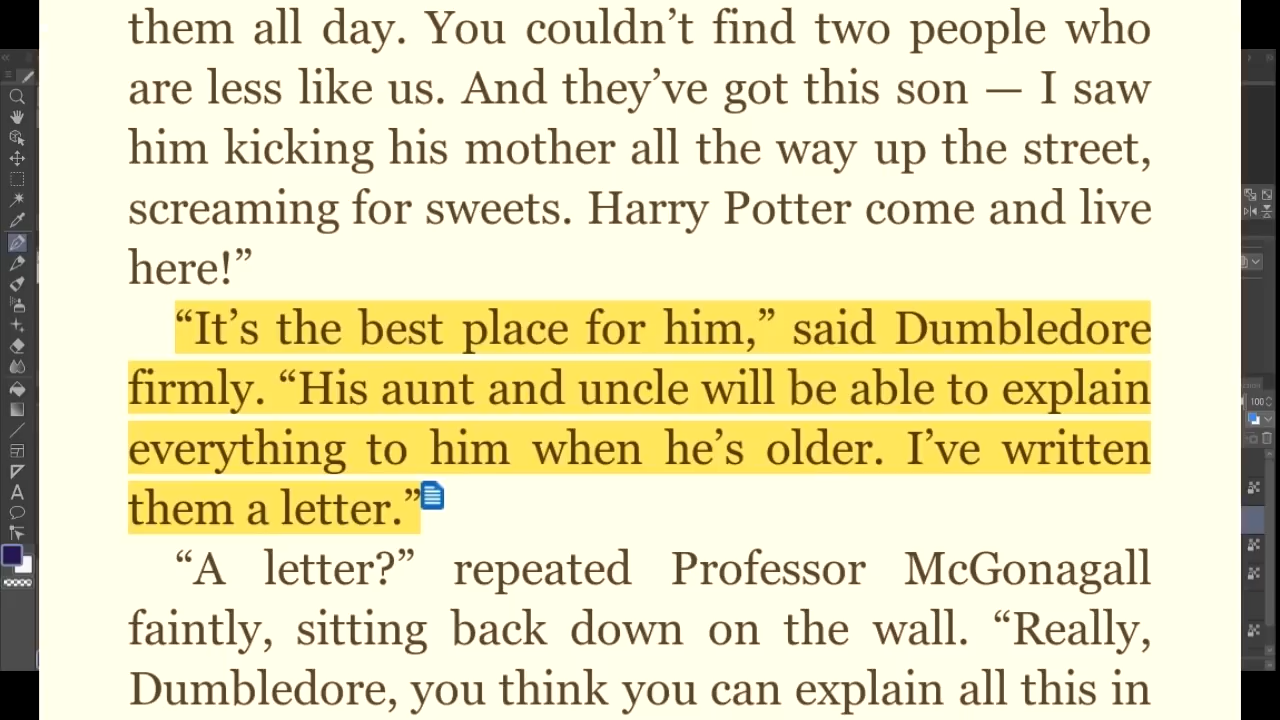 them all day. You couldn’t find two people who
are less like us. And they’ve got this son — I saw
him kicking his mother all the way up the street,
screaming for sweets. Harry Potter come and live
here!”
“It’s the best place for him,” said Dumbledore
firmly. “His aunt and uncle will be able to explain
everything to him when he’s older. I’ve written
them a letter.”
“A letter?” repeated Professor McGonagall
faintly, sitting back down on the wall. “Really,
Dumbledore, you think you can explain all this in
100